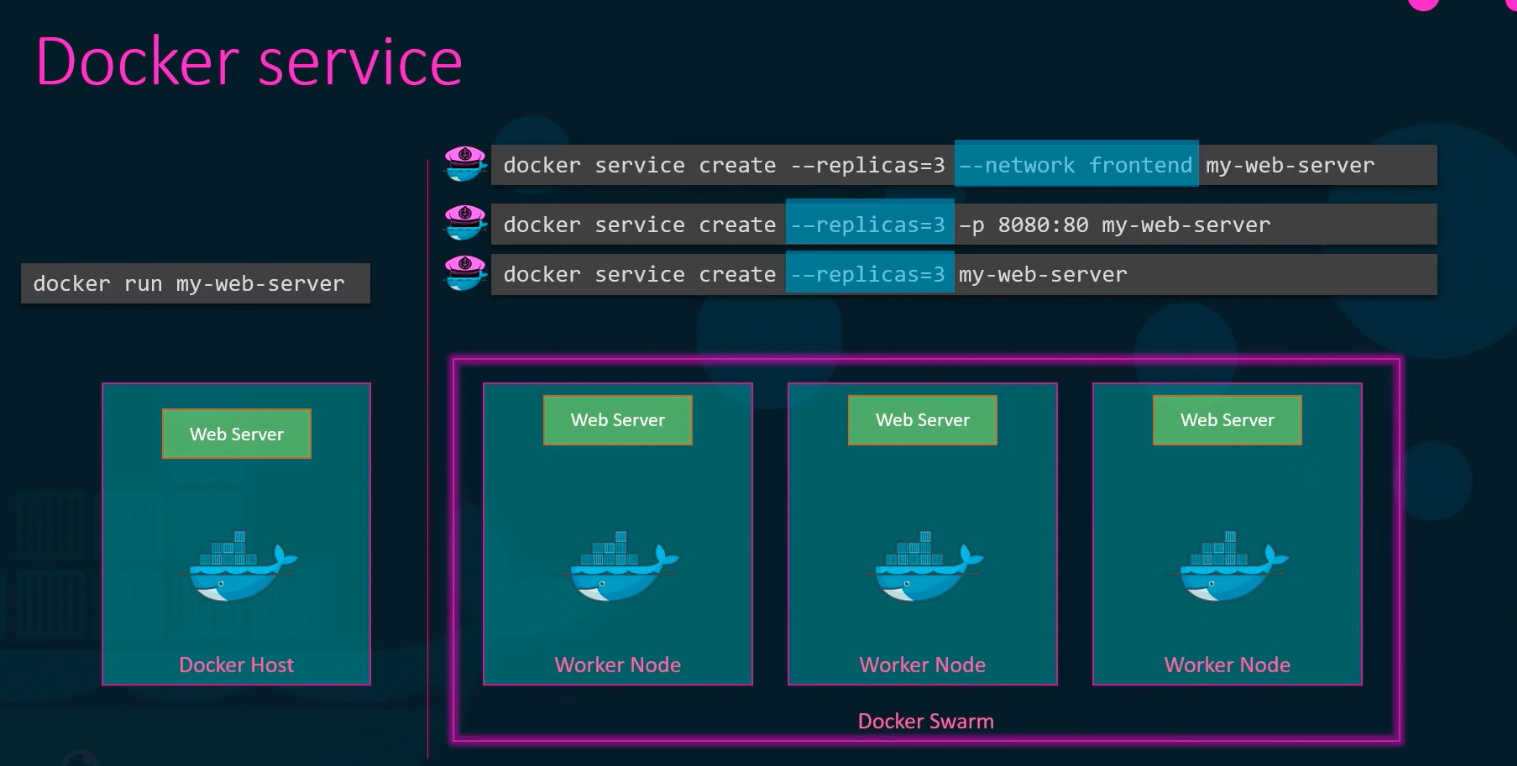 Docker service
docker service create --replicas=3 --network frontend my-web-server
docker service create --replicas=3 –p 8080:80 my-web-server
docker service create --replicas=3 my-web-server
docker run my-web-server
Web Server
Docker Host
Web Server
Web Server
Web Server
Worker Node
Worker Node
Worker Node
Docker Swarm